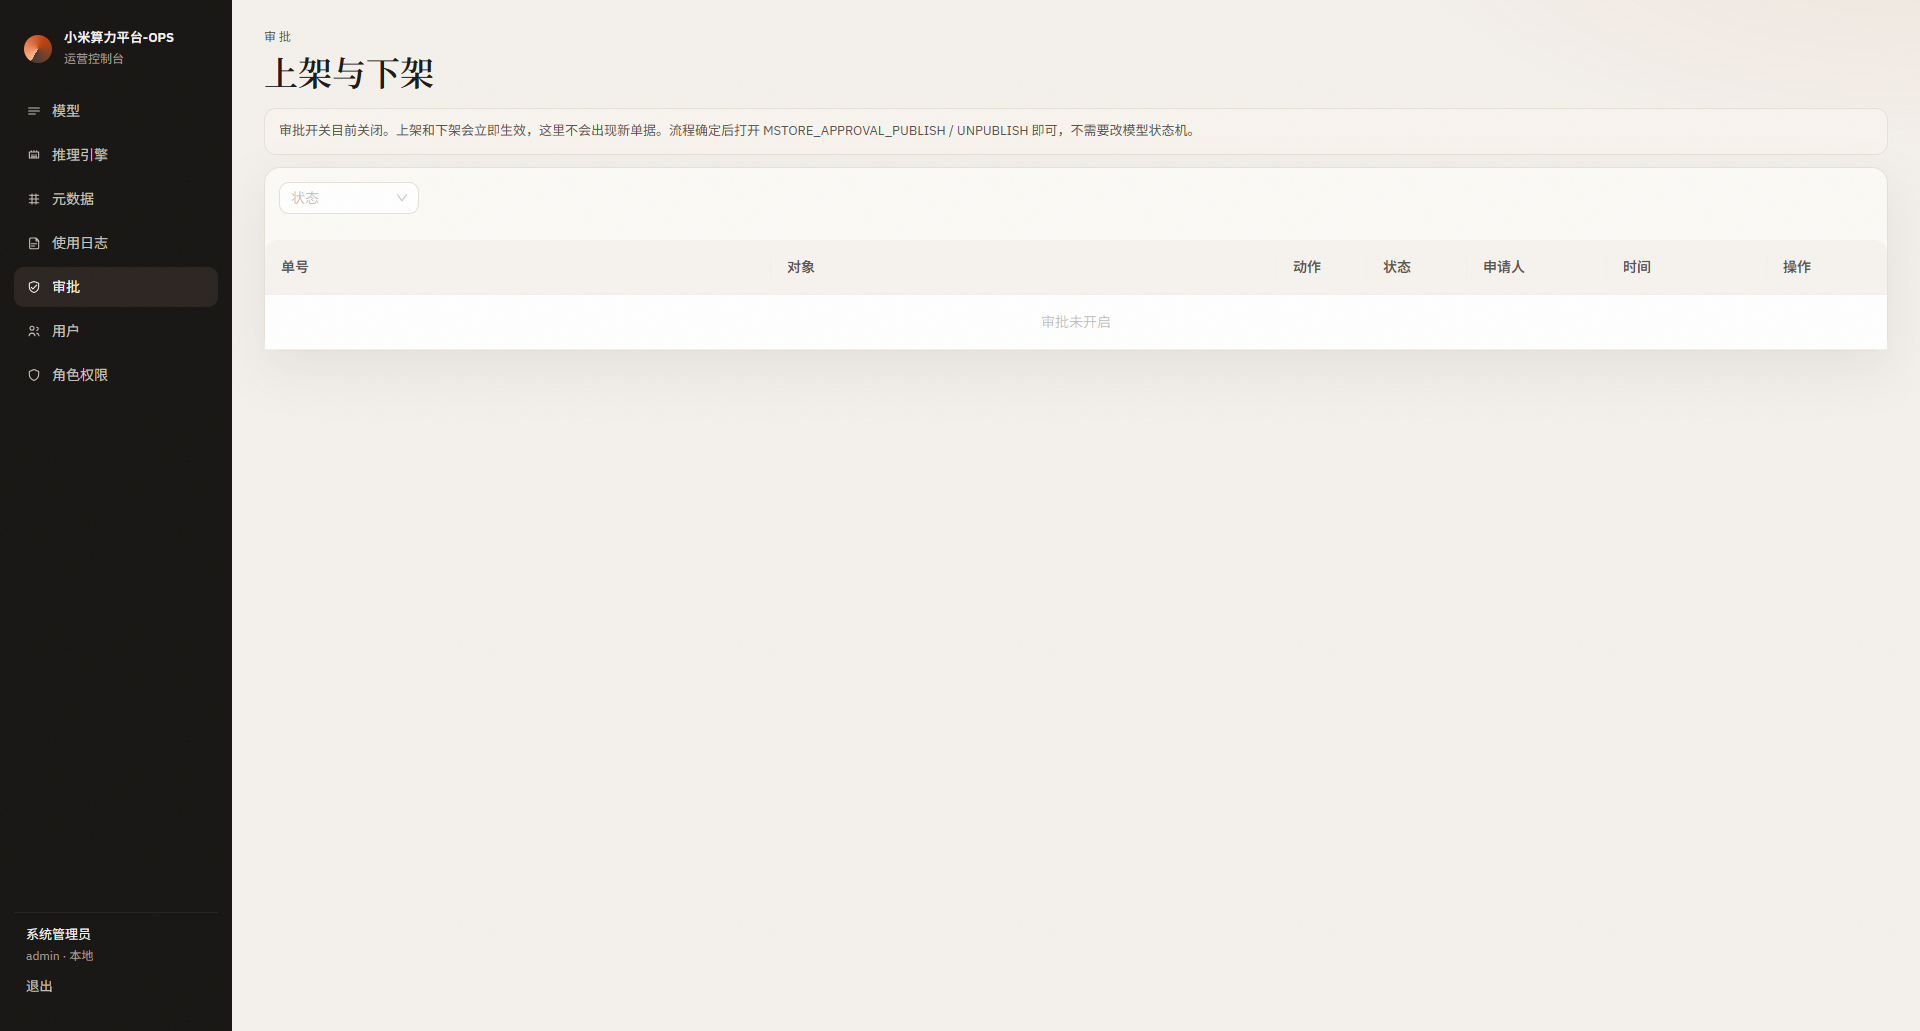 小米算力平台-OPS
运营控制台
模型
推理引擎
元数据
使用日志
审批
用户
角色权限
系统管理员
admin · 本地
退出
审批
上架与下架
审批开关目前关闭。上架和下架会立即生效，这里不会出现新单据。流程确定后打开 MSTORE_APPROVAL_PUBLISH / UNPUBLISH 即可，不需要改模型状态机。
状态
单号 对象 动作 状态 申请人 时间 操作
审批未开启